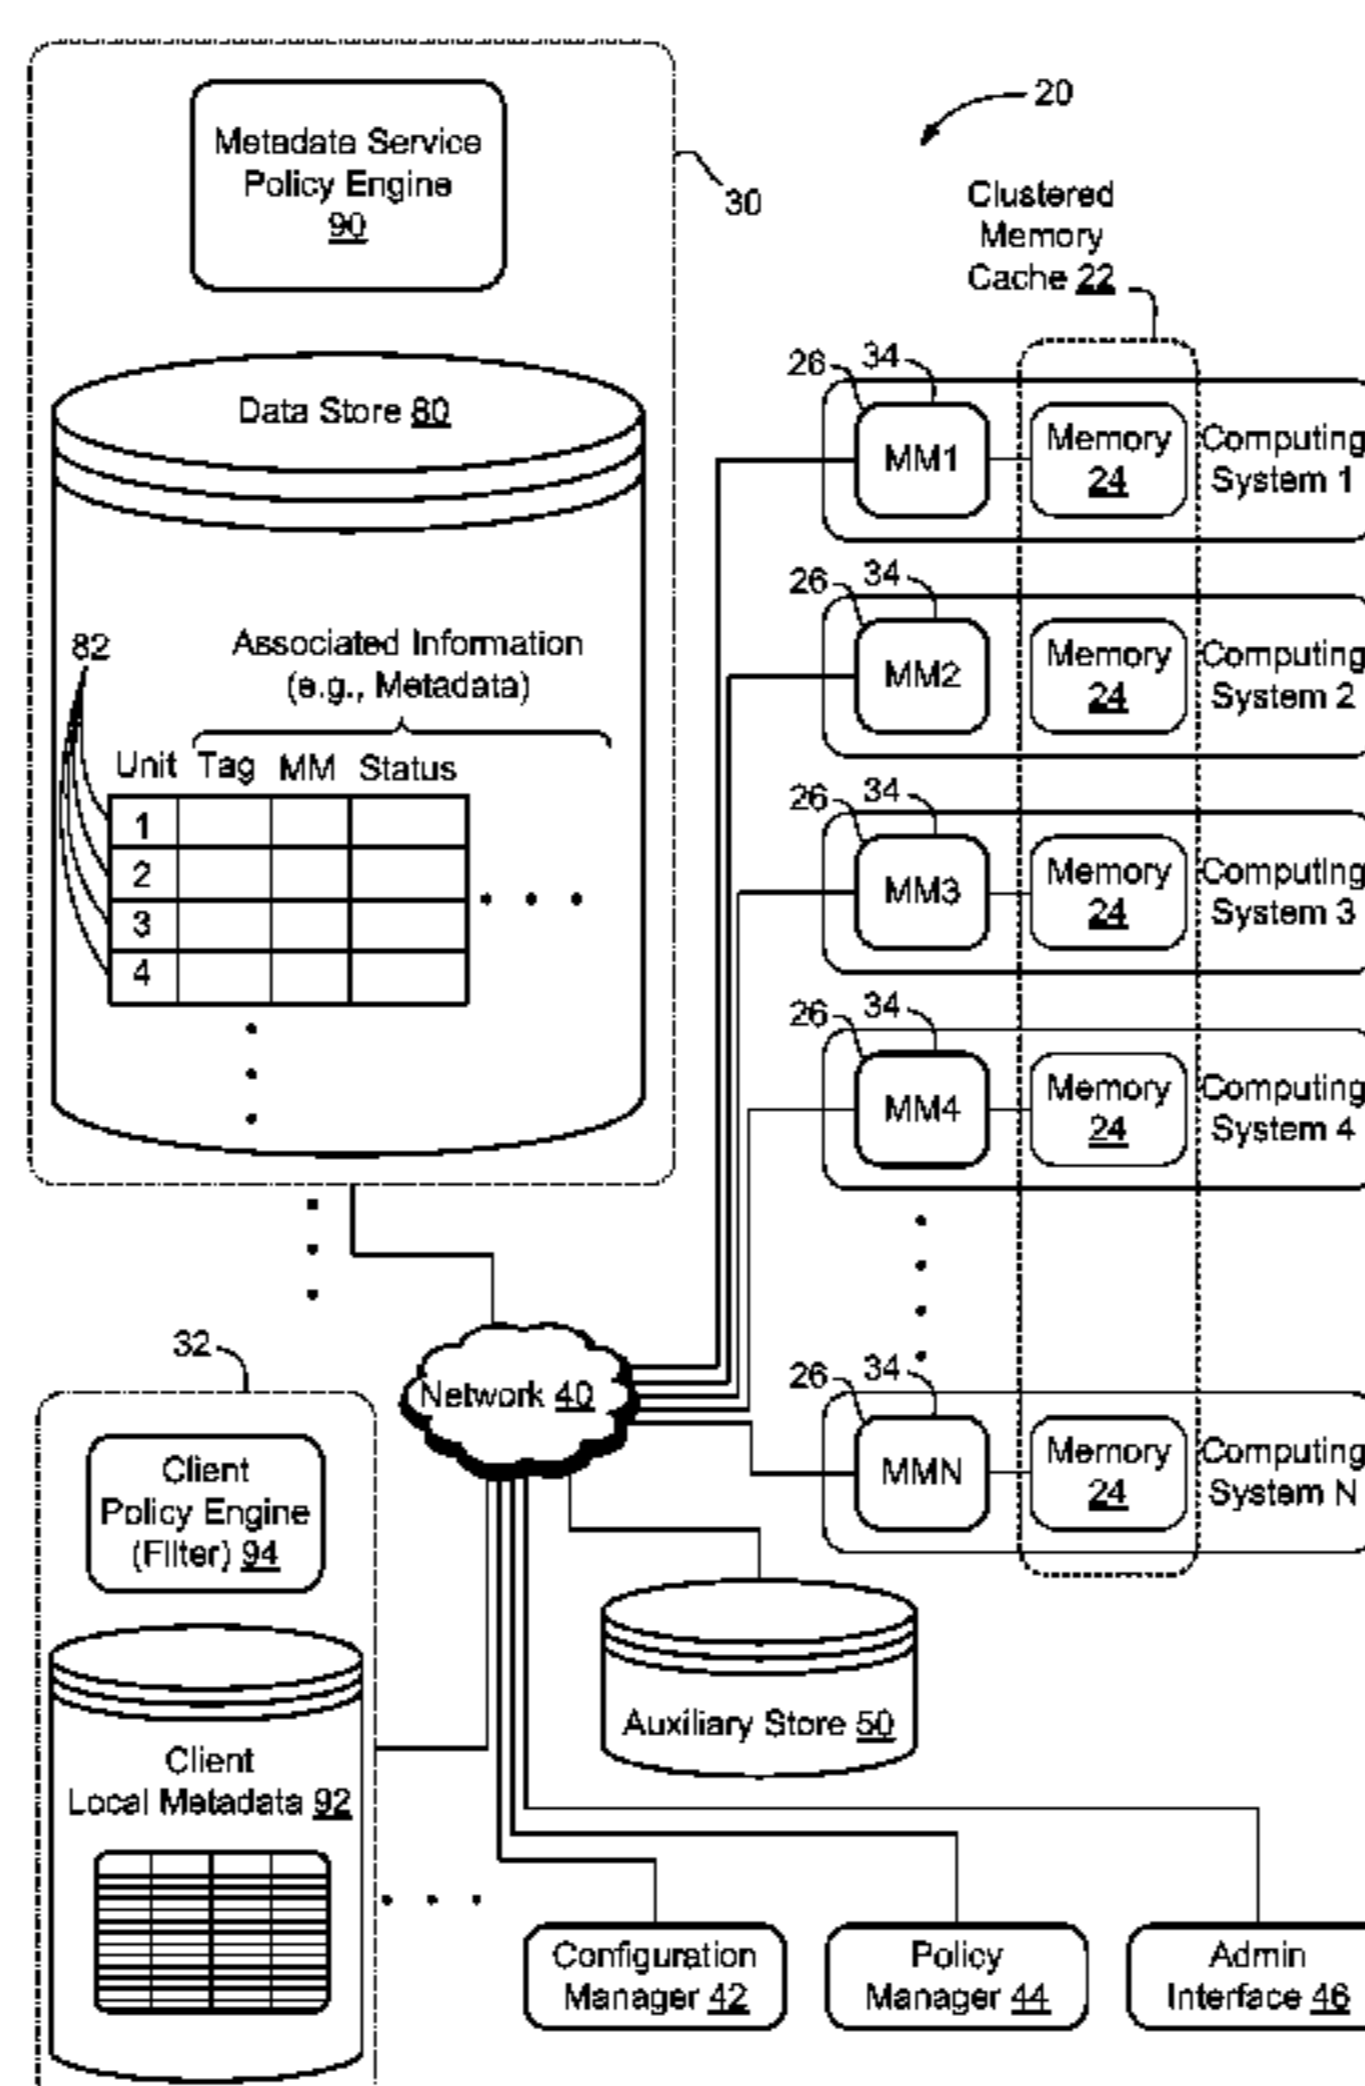 20
Metadate Service
Policy Engine
90
30
Clustered
Memory
Cache 22
Data Store 80
26 34
MM1
Memory
24
Computing
System 1
26 34
MM2
Memory
24
Computing
System 2
82
Associated Information
(e.g., Metadata)
Unit Tag MM Status
1
2
3
4
26 34
MM3
Memory
24
Computing
System 3
26 34
MM4
Memory
24
Computing
System 4
26 34
MMN
Memory
24
Computing
System N
Network 40
32
Client
Policy Engine
(Filter) 94
Auxiliary Store 50
Client
Local Metadata 92
Configuration
Manager 42
Policy
Manager 44
Admin
Interface 46